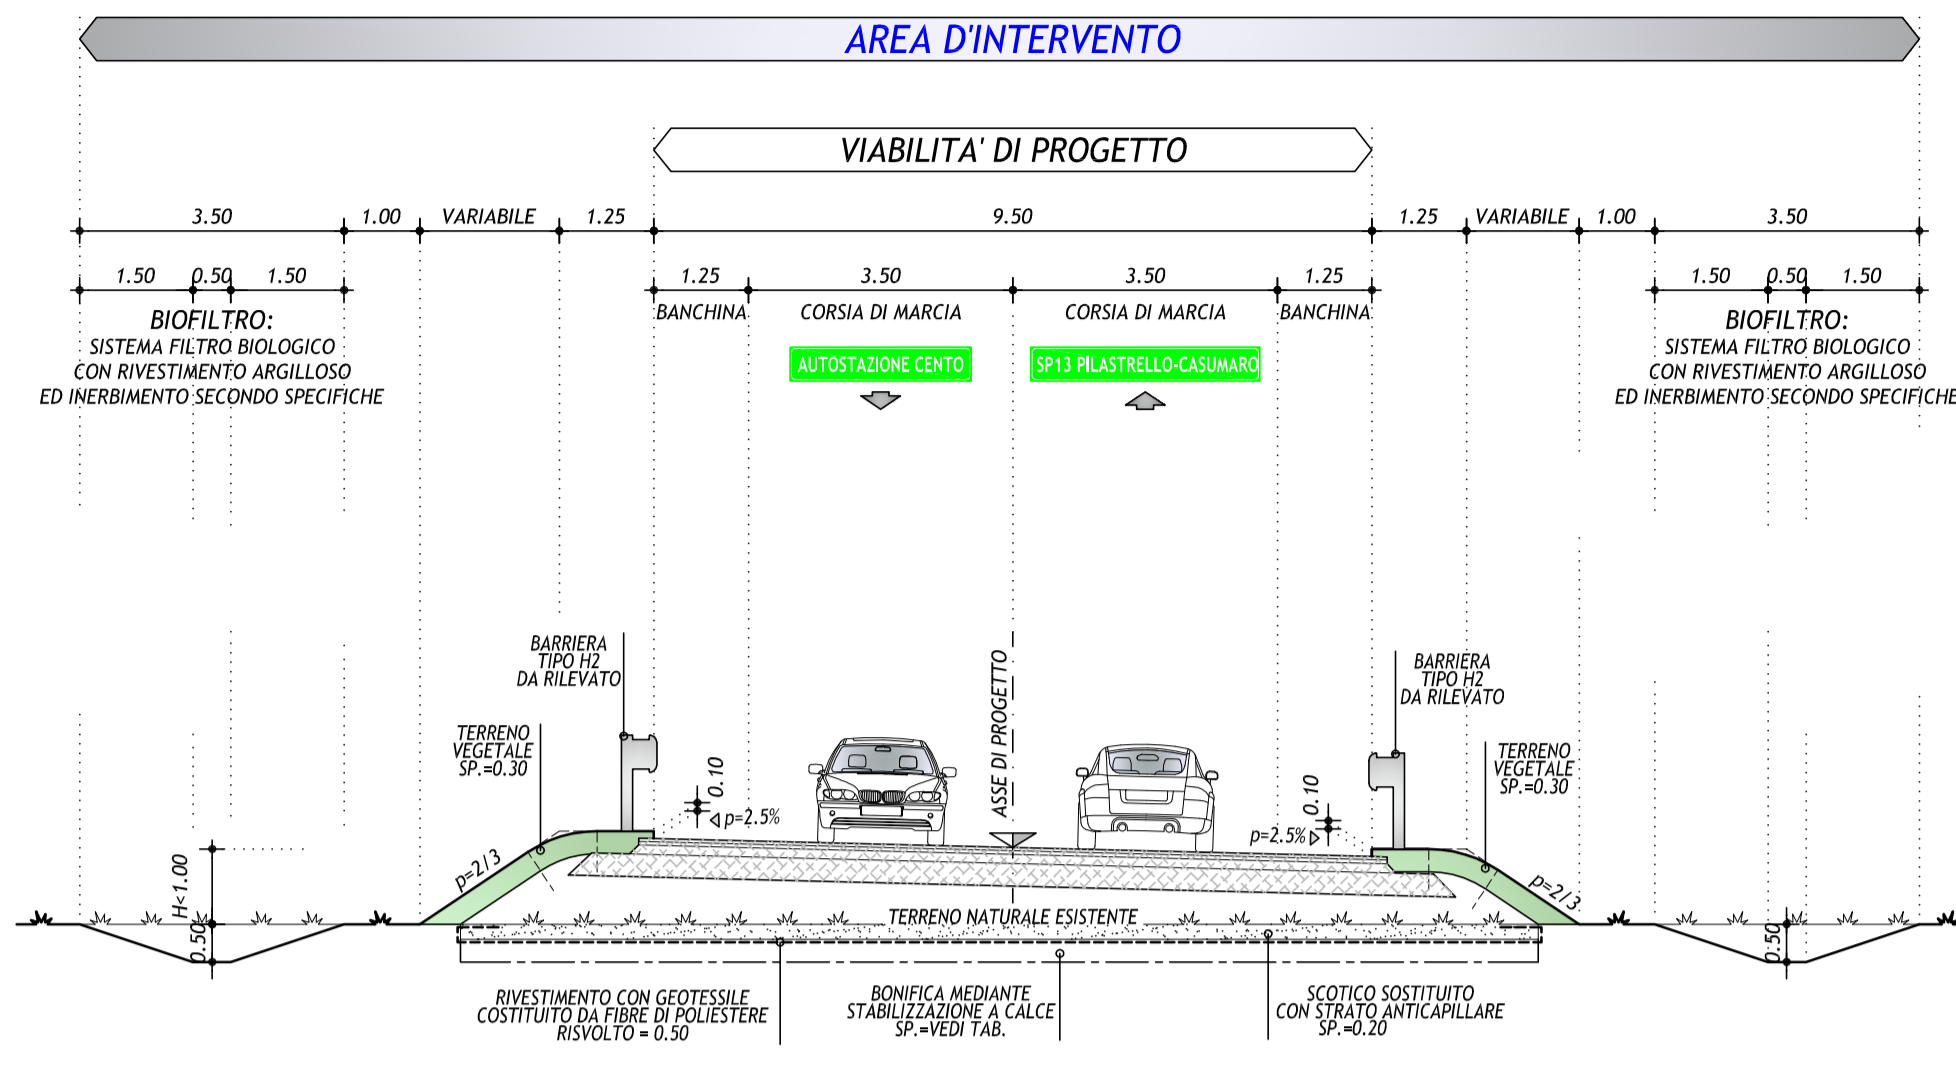 AREA D'INTERVENTO
VIABILITA' DI PROGETTO
3.50 1.00 VARIABILE 1.25 9.50 1.25 VARIABILE 1.00 3.50
1.50 0.50 1.50 1.25 3.50 3.50 1.25 1.50 0.50 1.50
BANCHINA CORSIA DI MARCIA CORSIA DI MARCIA BANCHINA
BIOFILTRO:
SISTEMA FILTRO BIOLOGICO
CON RIVESTIMENTO ARGILLOSO
ED INERBIMENTO SECONDO SPECIFICHE
AUTOSTAZIONE CENTO
SP13 PILASTRELLO-CASUMARO
BIOFILTRO:
SISTEMA FILTRO BIOLOGICO
CON RIVESTIMENTO ARGILLOSO
ED INERBIMENTO SECONDO SPECIFICHE
BARRIERA
TIPO H2
DA RILEVATO
TERRENO
VEGETALE
SP.=0.30
0.10
p=2.5%
ASSE DI PROGETTO
BARRIERA
TIPO H2
DA RILEVATO
TERRENO
VEGETALE
SP.=0.30
0.10
p=2.5%
p=2/3
p=2/3
H<1.00
0.50
TERRENO NATURALE ESISTENTE
0.50
RIVESTIMENTO CON GEOTESSILE
COSTITUITO DA FIBRE DI POLIESTERE
RISVOLTO = 0.50
BONIFICA MEDIANTE
STABILIZZAZIONE A CALCE
SP.=VEDI TAB.
SCOTICO SOSTITUITO
CON STRATO ANTICAPILLARE
SP.=0.20